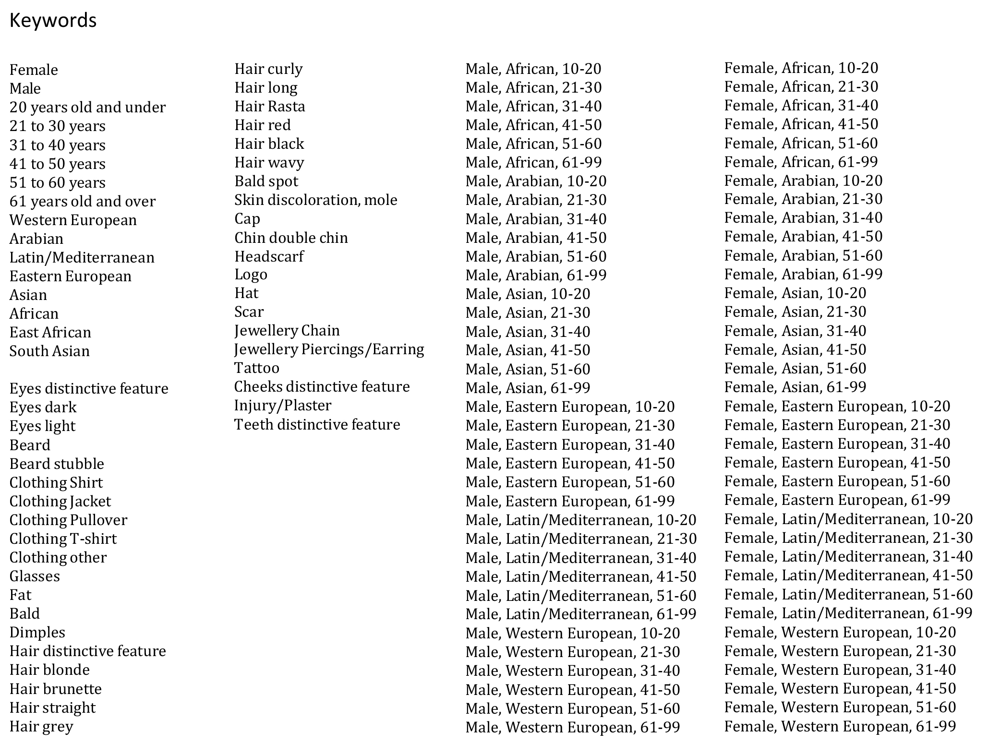 Keywords
Female
Male
20 years old and under
21 to 30 years
31 to 40 years
41 to 50 years
51 to 60 years
61 years old and over
Western European
Arabian
Latin/Mediterranean
Eastern European
Asian
African
East African
South Asian
Eyes distinctive feature
Eyes dark
Eyes light
Beard
Beard stubble
Clothing Shirt
Clothing Jacket
Clothing Pullover
Clothing T-shirt
Clothing other
Glasses
Fat
Bald
Dimples
Hair distinctive feature
Hair blonde
Hair brunette
Hair straight
Hair grey
Hair curly
Hair long
Hair Rasta
Hair red
Hair black
Hair wavy
Bald spot
Skin discoloration, mole
Cap
Chin double chin
Headscarf
Logo
Hat
Scar
Jewellery Chain
Jewellery Piercings/Earring
Tattoo
Cheeks distinctive feature
Injury/Plaster
Teeth distinctive feature
Male, African, 10-20
Male, African, 21-30
Male, African, 31-40
Male, African, 41-50
Male, African, 51-60
Male, African, 61-99
Male, Arabian, 10-20
Male, Arabian, 21-30
Male, Arabian, 31-40
Male, Arabian, 41-50
Male, Arabian, 51-60
Male, Arabian, 61-99
Male, Asian, 10-20
Male, Asian, 21-30
Male, Asian, 31-40
Male, Asian, 41-50
Male, Asian, 51-60
Male, Asian, 61-99
Male, Eastern European, 10-20
Male, Eastern European, 21-30
Male, Eastern European, 31-40
Male, Eastern European, 41-50
Male, Eastern European, 51-60
Male, Eastern European, 61-99
Male, Latin/Mediterranean, 10-20
Male, Latin/Mediterranean, 21-30
Male, Latin/Mediterranean, 31-40
Male, Latin/Mediterranean, 41-50
Male, Latin/Mediterranean, 51-60
Male, Latin/Mediterranean, 61-99
Male, Western European, 10-20
Male, Western European, 21-30
Male, Western European, 31-40
Male, Western European, 41-50
Male, Western European, 51-60
Male, Western European, 61-99
Female, African, 10-20
Female, African, 21-30
Female, African, 31-40
Female, African, 41-50
Female, African, 51-60
Female, African, 61-99
Female, Arabian, 10-20
Female, Arabian, 21-30
Female, Arabian, 31-40
Female, Arabian, 41-50
Female, Arabian, 51-60
Female, Arabian, 61-99
Female, Asian, 10-20
Female, Asian, 21-30
Female, Asian, 31-40
Female, Asian, 41-50
Female, Asian, 51-60
Female, Asian, 61-99
Female, Eastern European, 10-20
Female, Eastern European, 21-30
Female, Eastern European, 31-40
Female, Eastern European, 41-50
Female, Eastern European, 51-60
Female, Eastern European, 61-99
Female, Latin/Mediterranean, 10-20
Female, Latin/Mediterranean, 21-30
Female, Latin/Mediterranean, 31-40
Female, Latin/Mediterranean, 41-50
Female, Latin/Mediterranean, 51-60
Female, Latin/Mediterranean, 61-99
Female, Western European, 10-20
Female, Western European, 21-30
Female, Western European, 31-40
Female, Western European, 41-50
Female, Western European, 51-60
Female, Western European, 61-99